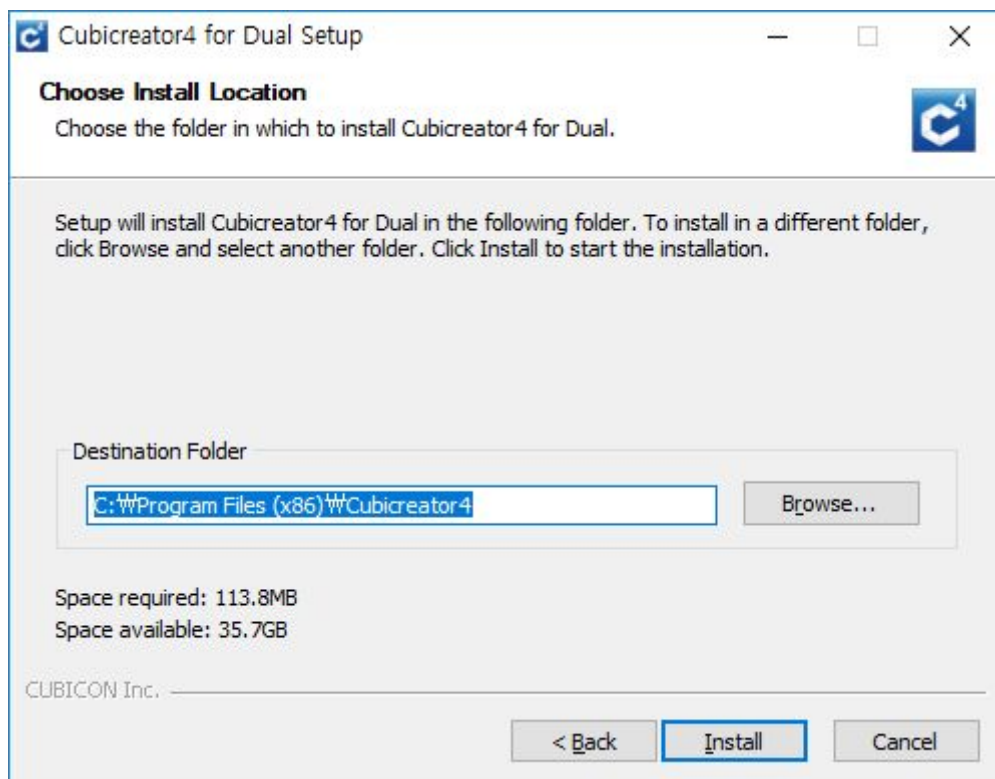 Cubicreator4 for Dual Setup
Choose Install Location
Choose the folder in which to install Cubicreator4 for Dual.
C4
Setup will install Cubicreator4 for Dual in the following folder. To install in a different folder,
click Browse and select another folder. Click Install to start the installation.
Destination Folder
C:₩Program Files (x86)₩Cubicreator4
Browse...
Space required: 113.8MB
Space available: 35.7GB
CUBICON Inc.
< Back
Install
Cancel